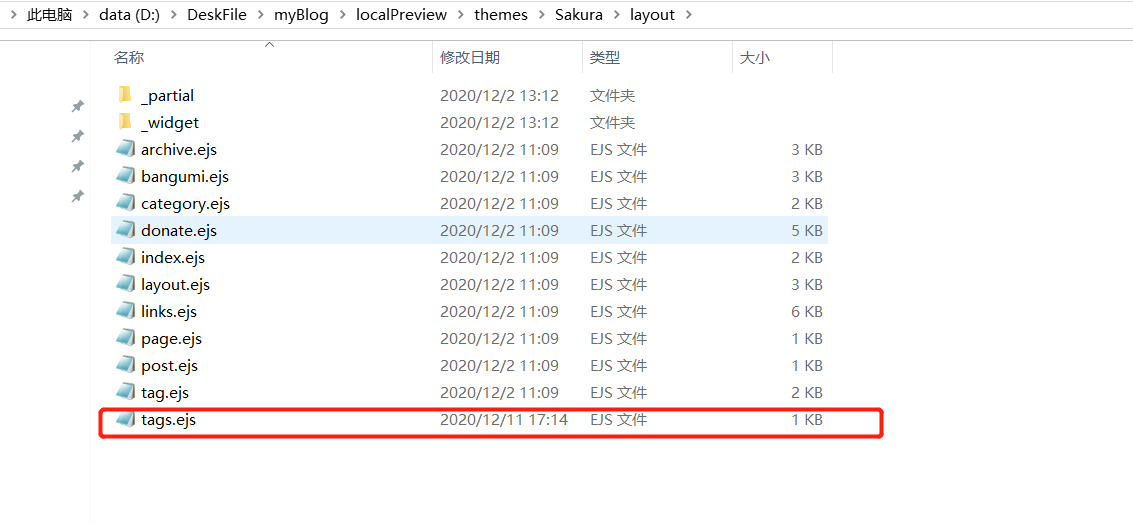 此电脑 > data (D:) > DeskFile > myBlog > localPreview > themes > Sakura > layout >
名称 修改日期 类型 大小
_partial 2020/12/2 13:12 文件夹
_widget 2020/12/2 13:12 文件夹
archive.ejs 2020/12/2 11:09 EJS 文件 3 KB
bangumi.ejs 2020/12/2 11:09 EJS 文件 3 KB
category.ejs 2020/12/2 11:09 EJS 文件 2 KB
donate.ejs 2020/12/2 11:09 EJS 文件 5 KB
index.ejs 2020/12/2 11:09 EJS 文件 2 KB
layout.ejs 2020/12/2 11:09 EJS 文件 3 KB
links.ejs 2020/12/2 11:09 EJS 文件 6 KB
page.ejs 2020/12/2 11:09 EJS 文件 1 KB
post.ejs 2020/12/2 11:09 EJS 文件 1 KB
tag.ejs 2020/12/2 11:09 EJS 文件 2 KB
tags.ejs 2020/12/11 17:14 EJS 文件 1 KB